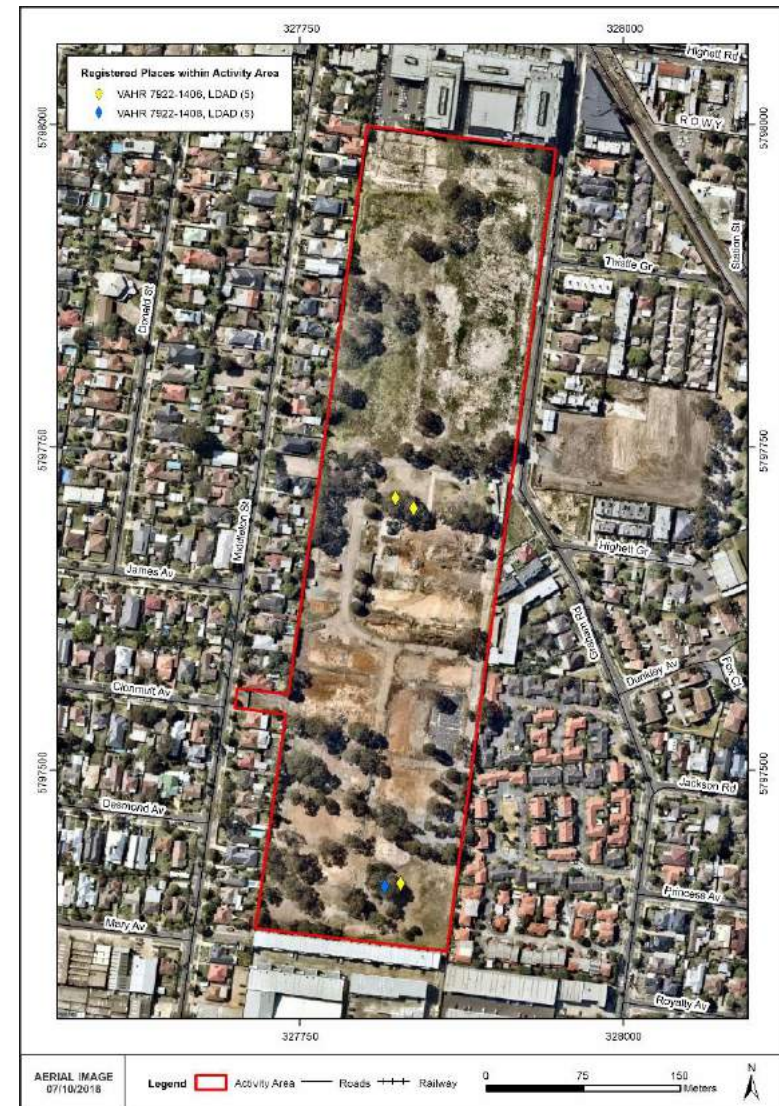 327750
328000
Registered Places within Activity Area
VAHR 7922-1406, LDAD (5)
VAHR 7922-1408, LDAD (5)
Highett Rd
R.O.W.Y
5798000
5798000
Station St
Thistle Gr
Donald St
5797750
5797750
Middleton St
Highett Gr
James Av
Graham Rd
Dunkley Av
Fox Cl
Clonmult Av
5797500
5797500
Jackson Rd
Desmond Av
Princess Av
Mary Av
Royalty Av
327750
328000
AERIAL IMAGE
07/10/2018
Legend
Activity Area
Roads
Railway
0
75
150
Meters
N